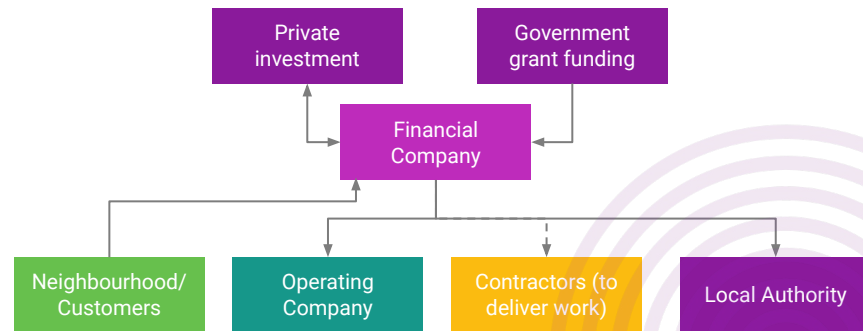 Private
investment
Government
grant funding
Financial
Company
Neighbourhood/
Customers
Operating
Company
Contractors (to
deliver work)
Local Authority